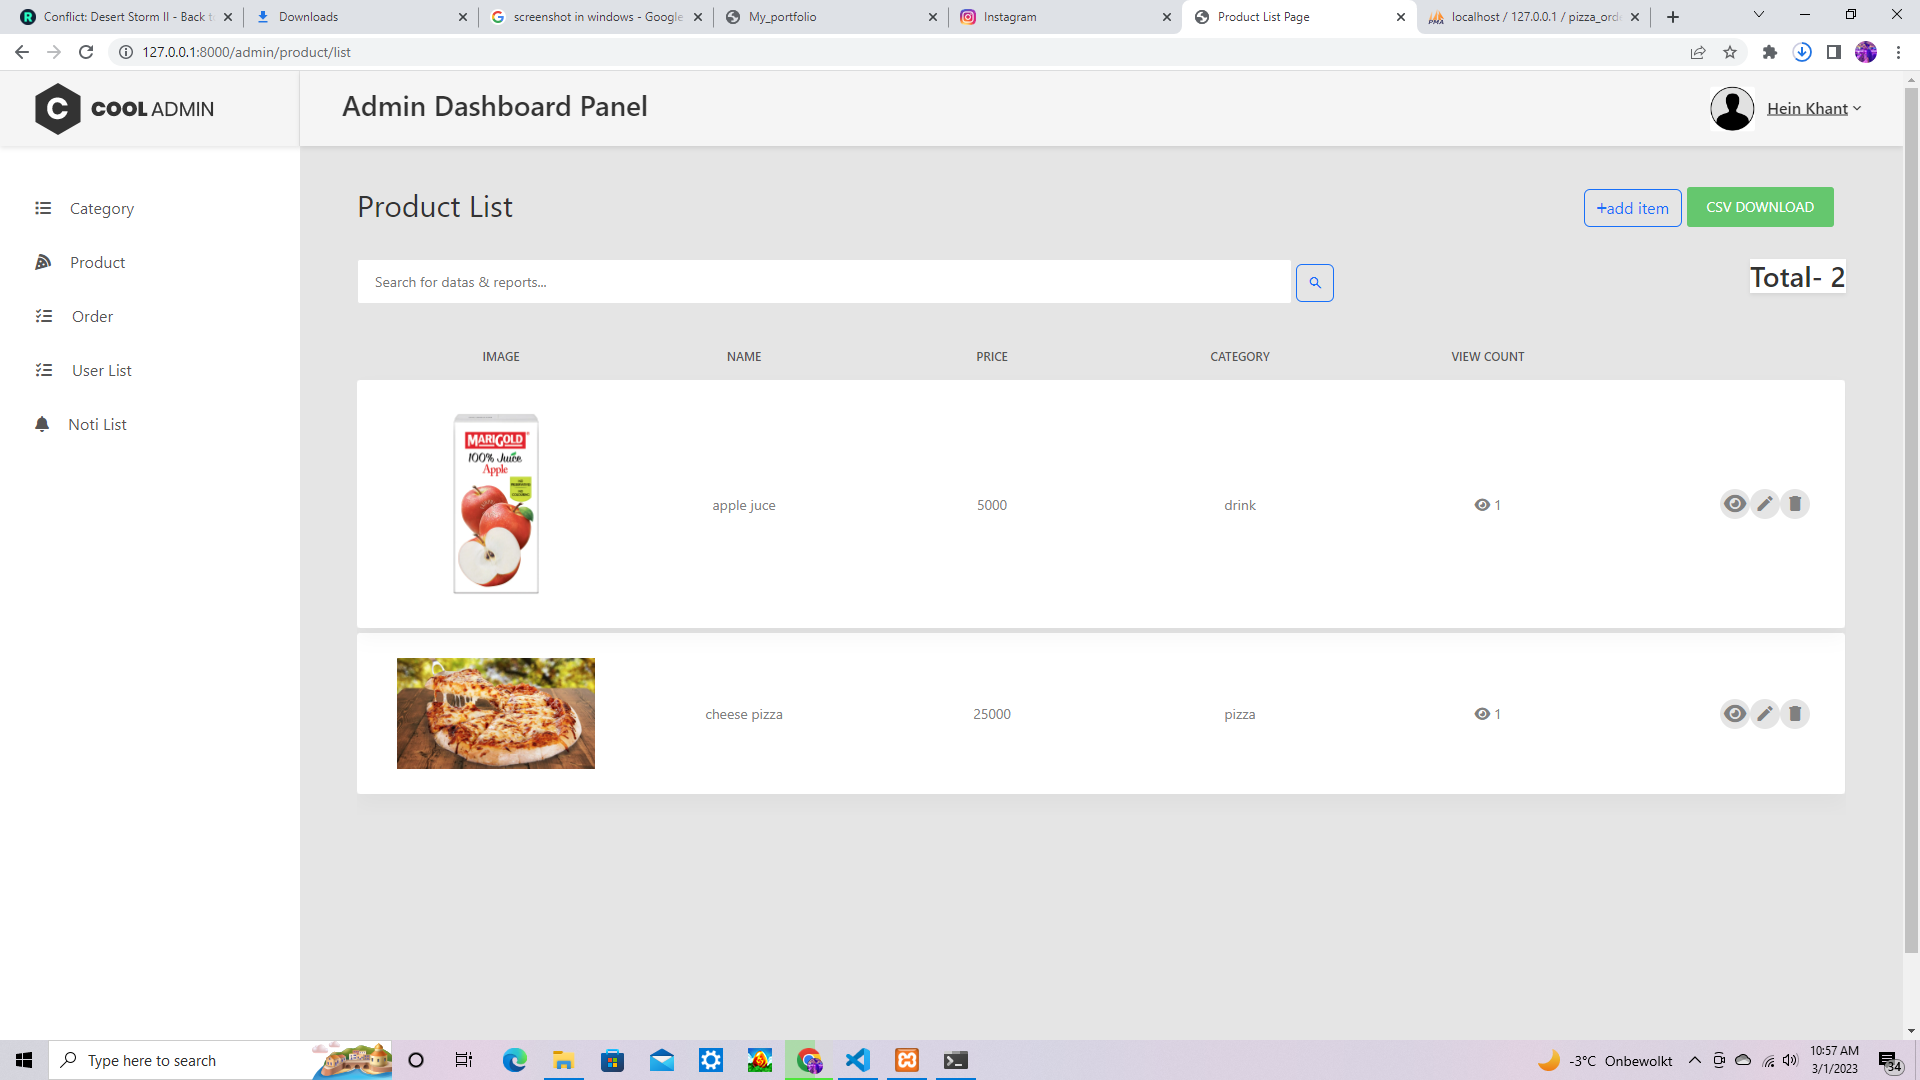 Conflict: Desert Storm II - Back t
Downloads
screenshot in windows - Google
My_portfolio
Instagram
Product List Page
localhost / 127.0.0.1 / pizza_ord
127.0.0.1:8000/admin/product/list
COOL ADMIN
Admin Dashboard Panel
Hein Khant
Category
Product
Order
User List
Noti List
Product List
+add item
CSV DOWNLOAD
Search for datas & reports...
Total- 2
IMAGE NAME PRICE CATEGORY VIEW COUNT
MARIGOLD
100% Juice
Apple
apple juce 5000 drink 1
cheese pizza 25000 pizza 1
Type here to search
-3°C Onbewolkt
10:57 AM
3/1/2023
34